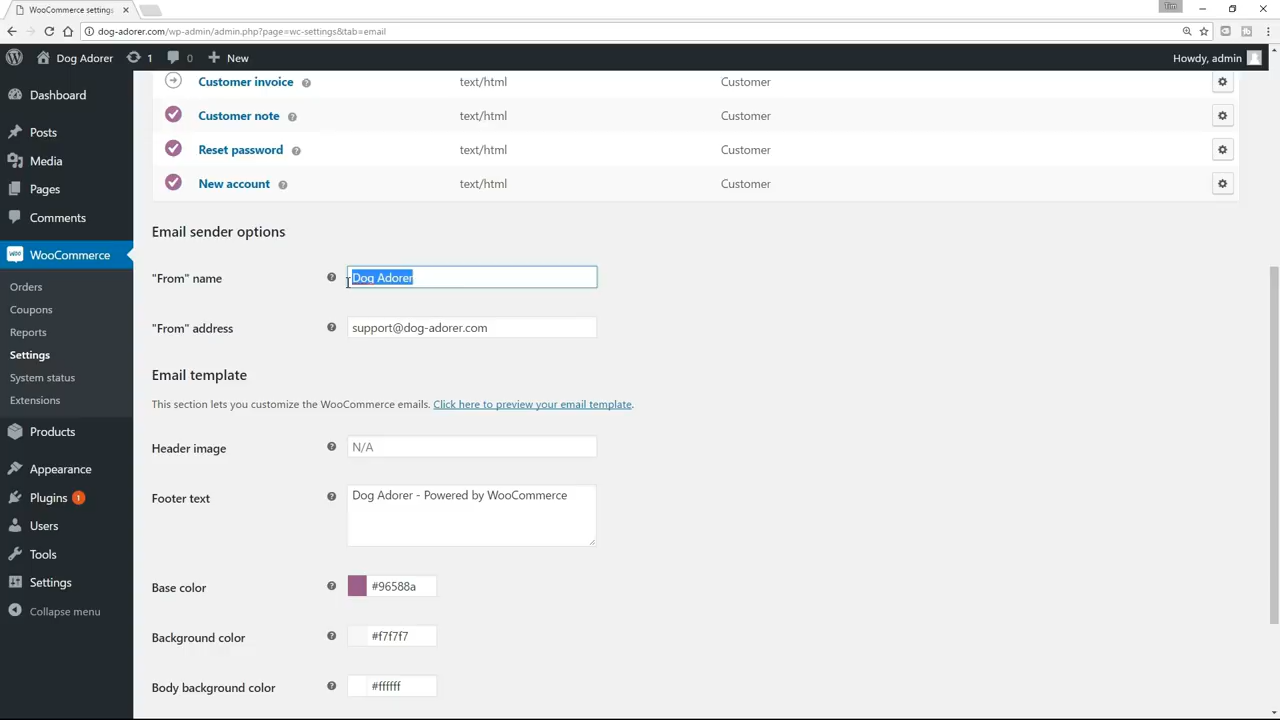 WooCommerce settings
dog-adorer.com/wp-admin/admin.php?page=wc-settings&tab=email
Dog Adorer 1 0 New Howdy, admin
Dashboard
Posts
Media
Pages
Comments
WooCommerce
Orders
Coupons
Reports
Settings
System status
Extensions
Products
Appearance
Plugins 1
Users
Tools
Settings
Collapse menu
Customer invoice text/html Customer
Customer note text/html Customer
Reset password text/html Customer
New account text/html Customer
Email sender options
"From" name Dog Adorer
"From" address support@dog-adorer.com
Email template
This section lets you customize the WooCommerce emails. Click here to preview your email template.
Header image N/A
Footer text Dog Adorer - Powered by WooCommerce
Base color #96588a
Background color #f7f7f7
Body background color #ffffff